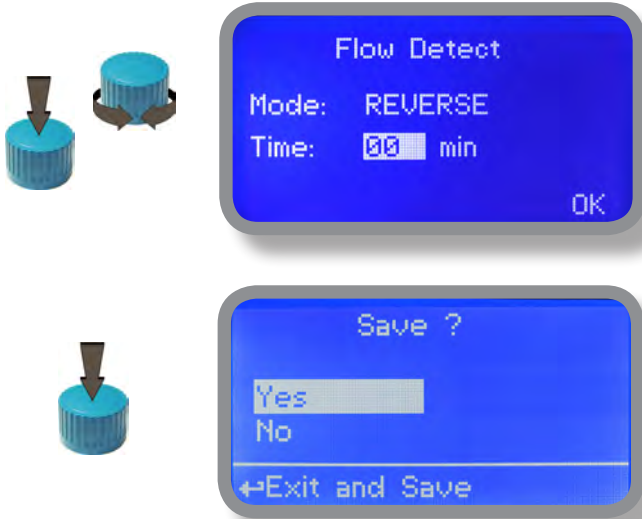 Flow Detect
Mode: REVERSE
Time: 00 min
OK
Save ?
Yes
No
↵Exit and Save